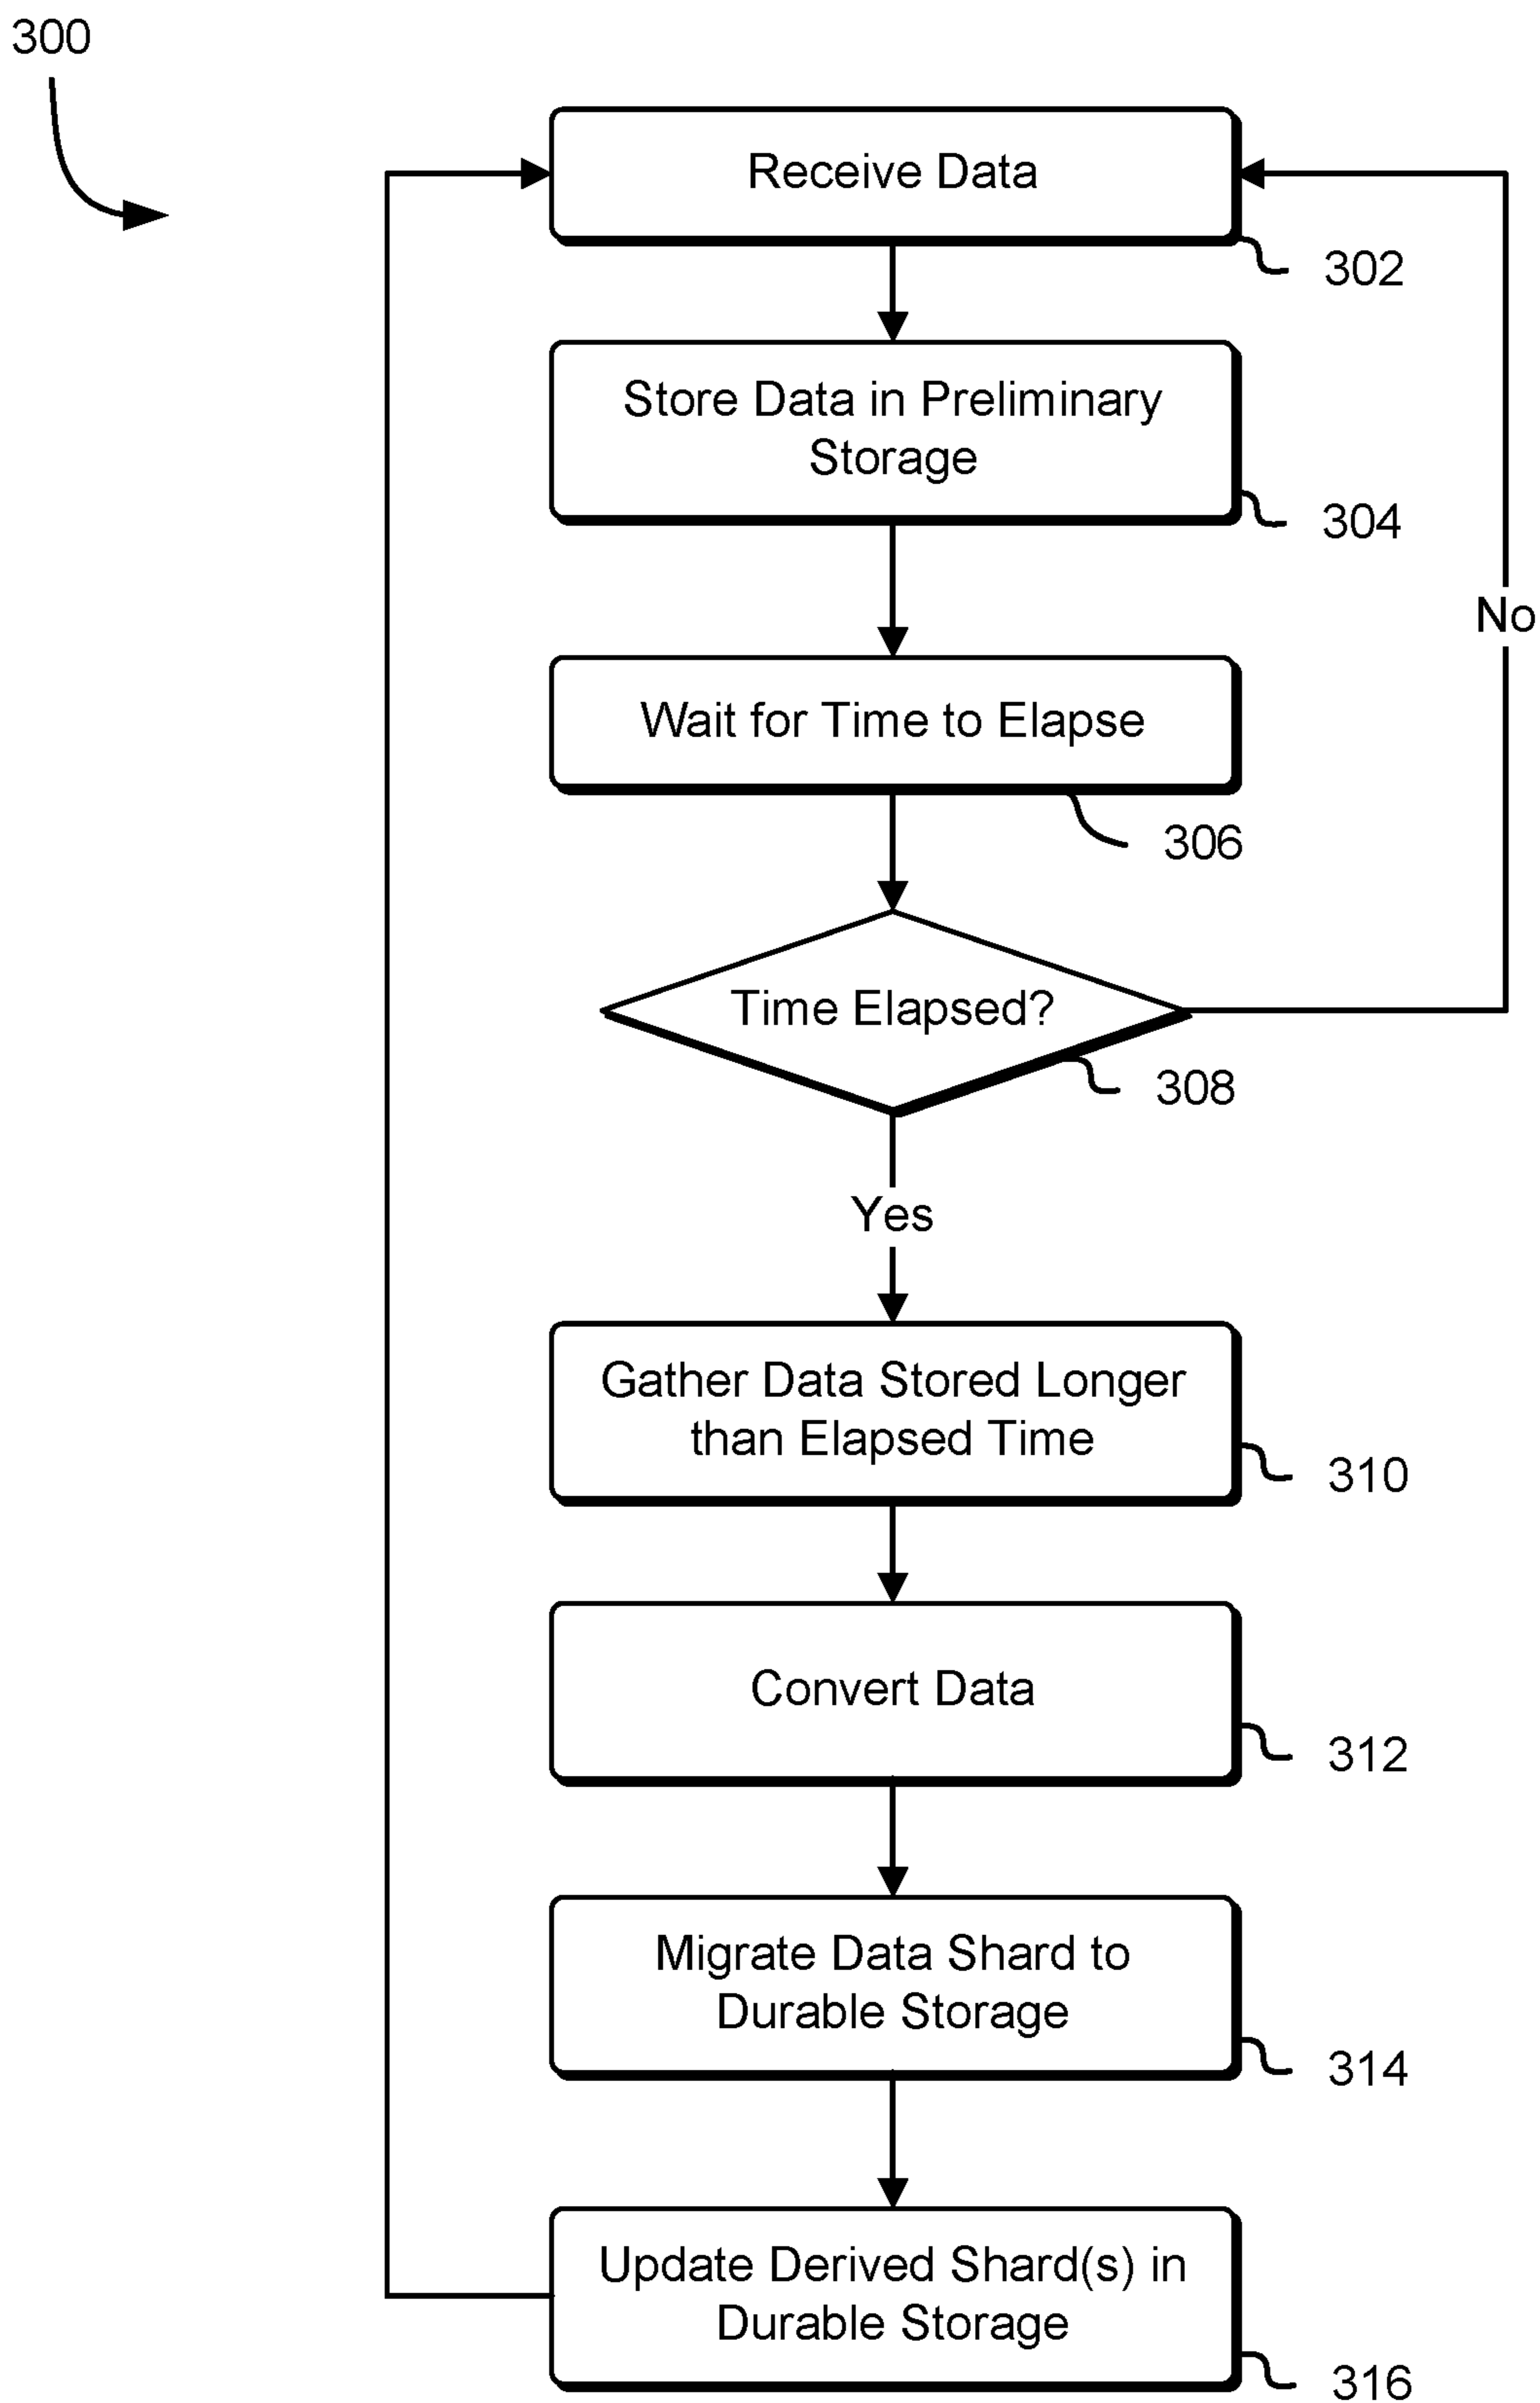 300
Receive Data
302
Store Data in Preliminary
Storage
304
No
Wait for Time to Elapse
306
Time Elapsed?
308
Yes
Gather Data Stored Longer
than Elapsed Time
310
Convert Data
312
Migrate Data Shard to
Durable Storage
314
Update Derived Shard(s) in
Durable Storage
316